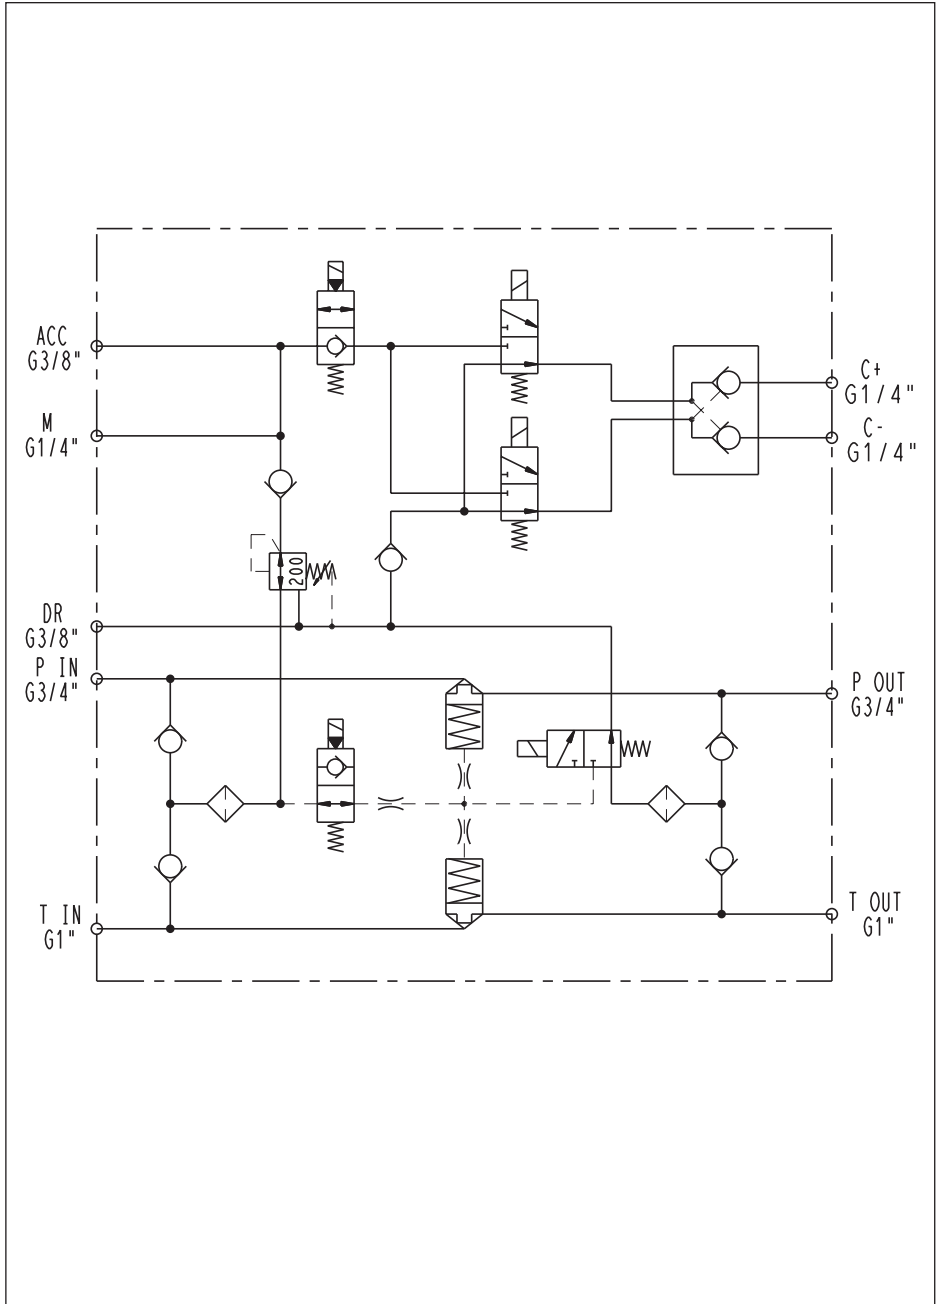 ACC
G3/8"
M
G1/4"
C+
G1/4"
C-
G1/4"
200
DR
G3/8"
P IN
G3/4"
P OUT
G3/4"
T IN
G1"
T OUT
G1"